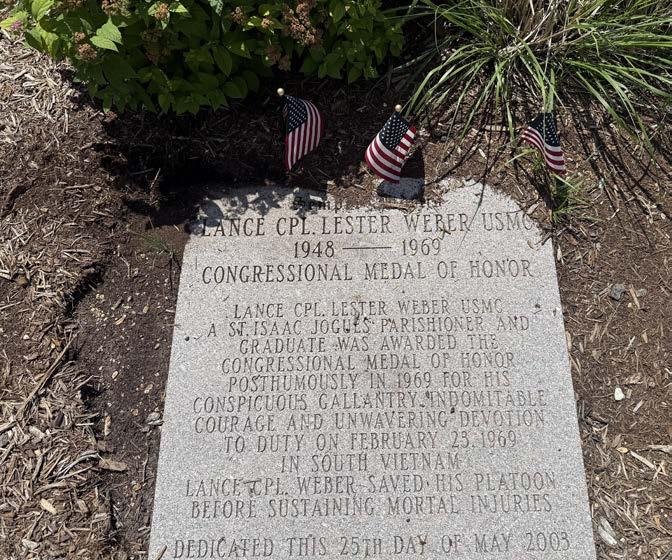 LANCE CPL. LESTER WEBER USMC
1948 — 1969
CONGRESSIONAL MEDAL OF HONOR
LANCE CPL. LESTER WEBER USMC
A ST. ISAAC JOGUES PARISHIONER AND
GRADUATE WAS AWARDED THE
CONGRESSIONAL MEDAL OF HONOR
POSTHUMOUSLY IN 1969 FOR HIS
CONSPICUOUS GALLANTRY, INDOMITABLE
COURAGE AND UNWAVERING DEVOTION
TO DUTY ON FEBRUARY 23, 1969
IN SOUTH VIETNAM
LANCE CPL. WEBER SAVED HIS PLATOON
BEFORE SUSTAINING MORTAL INJURIES
DEDICATED THIS 25TH DAY OF MAY 2003